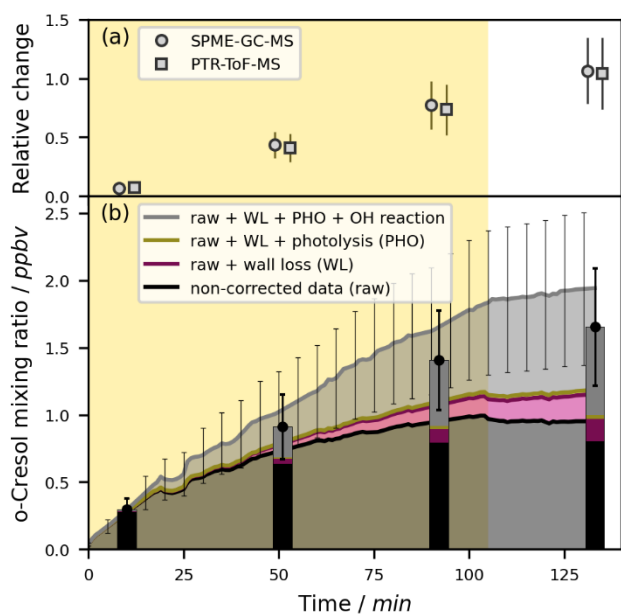 1.5
1.0
0.5
0.0
Relative change
(a)
SPME-GC-MS
PTR-ToF-MS
2.5
2.0
1.5
1.0
0.5
0.0
o-Cresol mixing ratio / ppbv
(b)
raw + WL + PHO + OH reaction
raw + WL + photolysis (PHO)
raw + wall loss (WL)
non-corrected data (raw)
0 25 50 75 100 125
Time / min